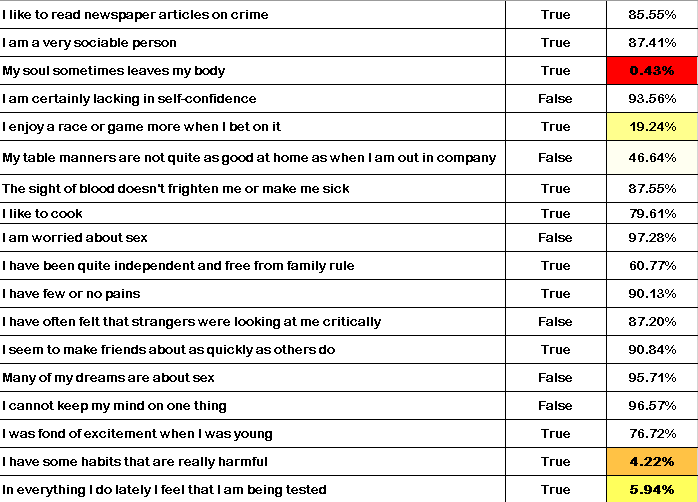 I like to read newspaper articles on crime True 85.55%
I am a very sociable person True 87.41%
My soul sometimes leaves my body True 0.43%
I am certainly lacking in self-confidence False 93.56%
I enjoy a race or game more when I bet on it True 19.24%
My table manners are not quite as good at home as when I am out in company False 46.64%
The sight of blood doesn't frighten me or make me sick True 87.55%
I like to cook True 79.61%
I am worried about sex False 97.28%
I have been quite independent and free from family rule True 60.77%
I have few or no pains True 90.13%
I have often felt that strangers were looking at me critically False 87.20%
I seem to make friends about as quickly as others do True 90.84%
Many of my dreams are about sex False 95.71%
I cannot keep my mind on one thing False 96.57%
I was fond of excitement when I was young True 76.72%
I have some habits that are really harmful True 4.22%
In everything I do lately I feel that I am being tested True 5.94%